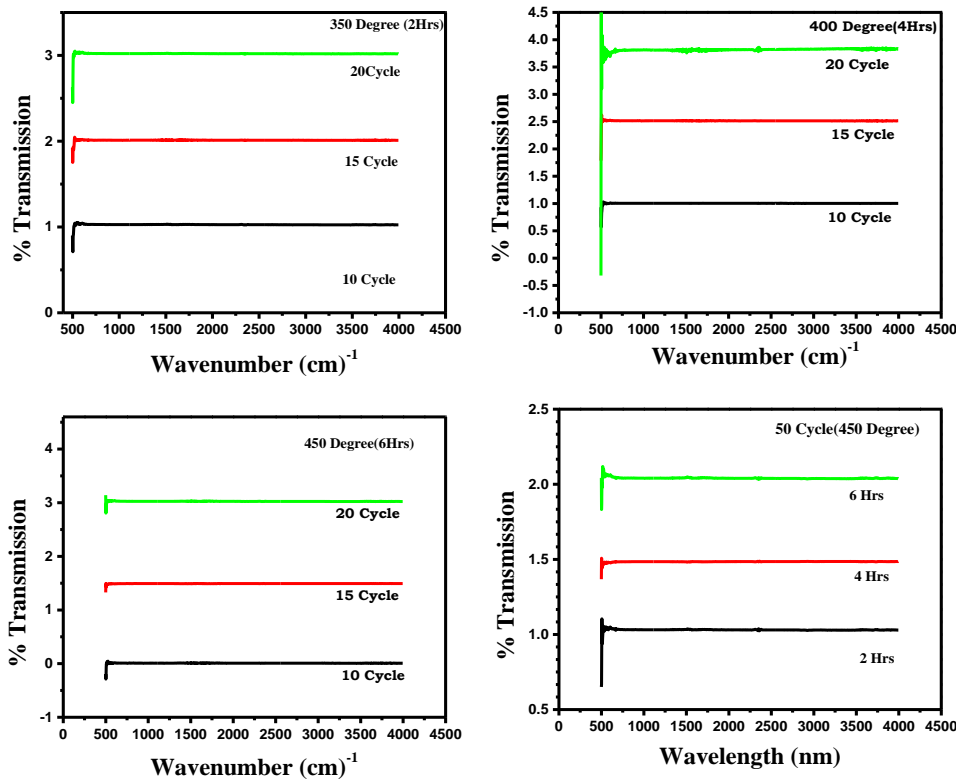 350 Degree (2Hrs)
3
20Cycle
% Transmission
2
15 Cycle
1
10 Cycle
0
500 1000 1500 2000 2500 3000 3500 4000 4500
Wavenumber (cm)-1
4.5
400 Degree(4Hrs)
4.0
20 Cycle
3.5
3.0
% Transmission
2.5
15 Cycle
2.0
1.5
1.0
10 Cycle
0.5
0.0
-0.5
-1.0
0 500 1000 1500 2000 2500 3000 3500 4000 4500
Wavenumber (cm)-1
4
450 Degree(6Hrs)
3
20 Cycle
% Transmission
2
15 Cycle
1
0
10 Cycle
-1
0 500 1000 1500 2000 2500 3000 3500 4000 4500
Wavenumber (cm)-1
2.5
50 Cycle(450 Degree)
2.0
6 Hrs
% Transmission
1.5
4 Hrs
1.0
2 Hrs
0.5
0 500 1000 1500 2000 2500 3000 3500 4000 4500
Wavelength (nm)